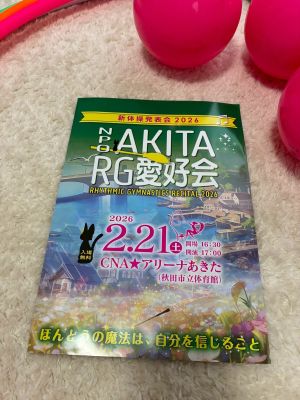 新体操発表会 2026
NPO AKITA
RG愛好会
RHYTHMIC GYMNASTICS RECITAL 2026
2026
2.21 土
開場 16:30
開演 17:00
入場
無料
CNA★アリーナあきた
(秋田市立体育館)
ほんとうの魔法は、自分を信じること